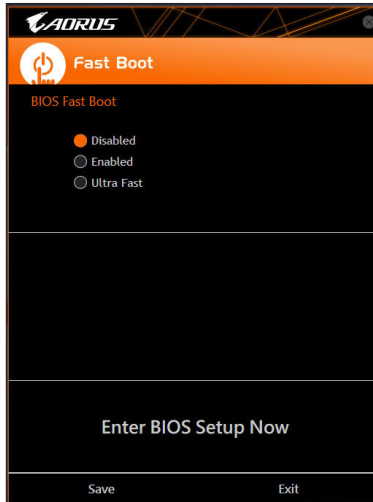 AORUS
Fast Boot
BIOS Fast Boot
Disabled
Enabled
Ultra Fast
Enter BIOS Setup Now
Save Exit